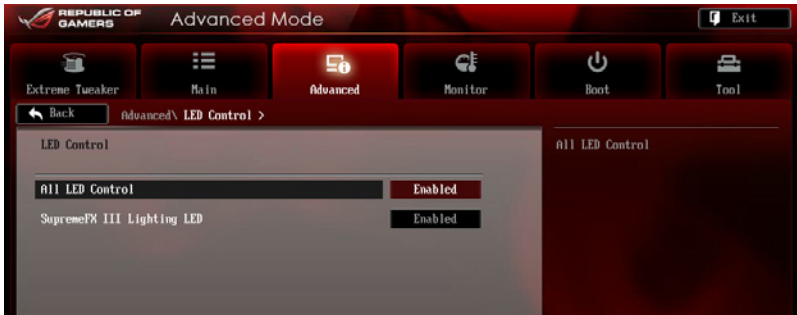 REPUBLIC OF
GAMERS
Advanced Mode
Exit
Extreme Tweaker
Main
Advanced
Monitor
Boot
Tool
Back
Advanced\ LED Control >
LED Control
All LED Control
All LED Control Enabled
SupremeFX III Lighting LED Enabled